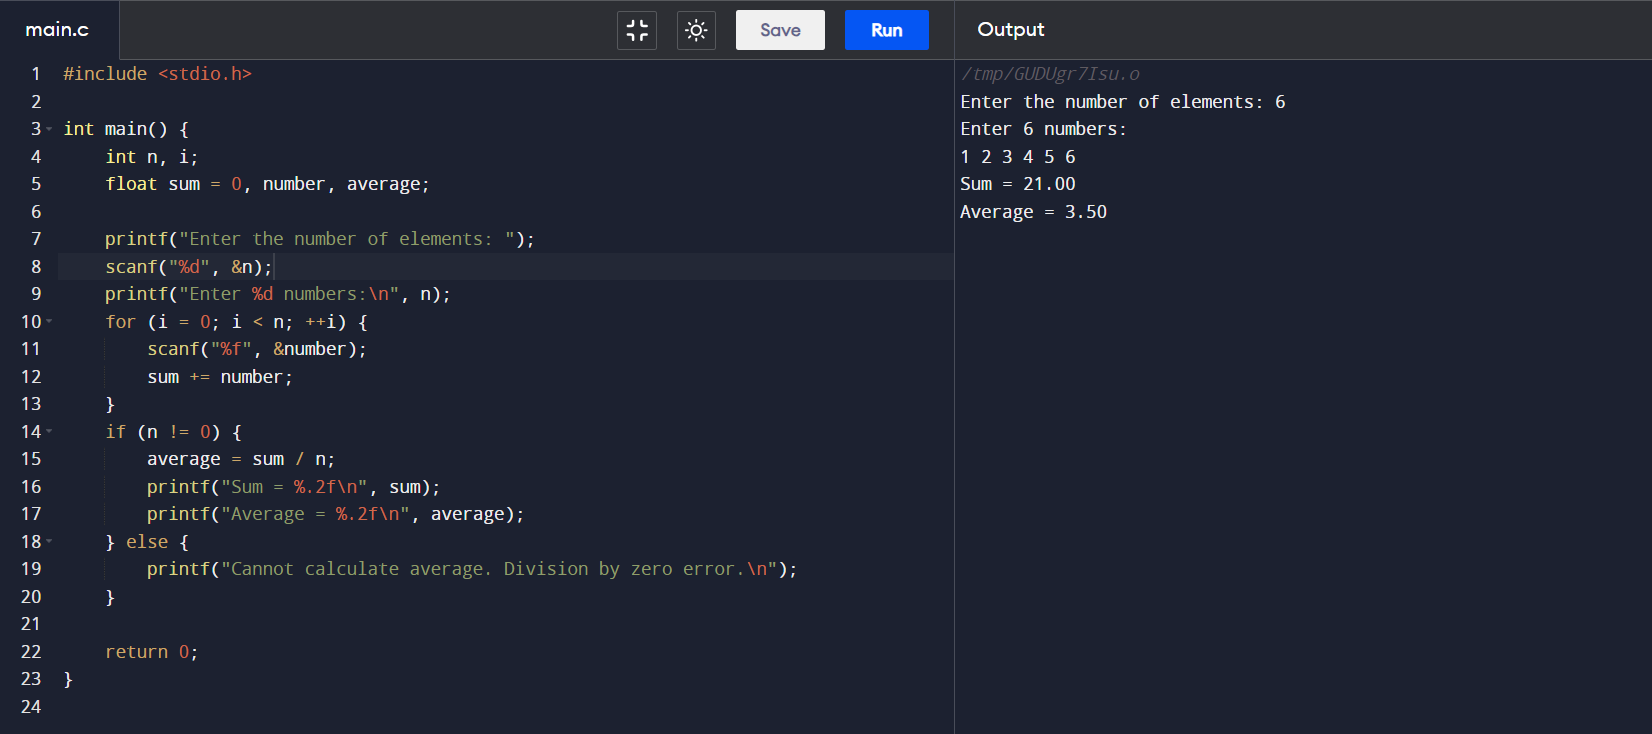 main.c
Save
Run
Output
1 #include <stdio.h>
2
3 int main() {
4     int n, i;
5     float sum = 0, number, average;
6
7     printf("Enter the number of elements: ");
8     scanf("%d", &n);
9     printf("Enter %d numbers:\n", n);
10     for (i = 0; i < n; ++i) {
11         scanf("%f", &number);
12         sum += number;
13     }
14     if (n != 0) {
15         average = sum / n;
16         printf("Sum = %.2f\n", sum);
17         printf("Average = %.2f\n", average);
18     } else {
19         printf("Cannot calculate average. Division by zero error.\n");
20     }
21
22     return 0;
23 }
24
/tmp/GUDUgr7Isu.o
Enter the number of elements: 6
Enter 6 numbers:
1 2 3 4 5 6
Sum = 21.00
Average = 3.50